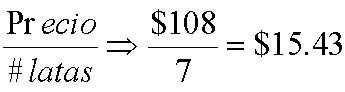 Precio / # latas ⇒ $108 / 7 = $15.43